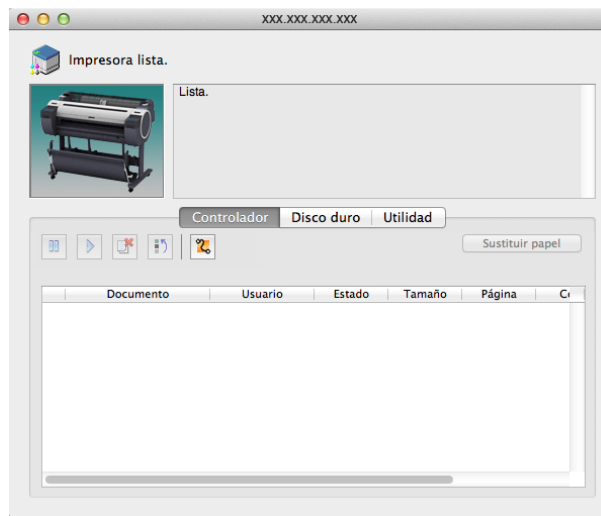 XXX.XXX.XXX.XXX
Impresora lista.
Lista.
Controlador Disco duro Utilidad
Sustituir papel
Documento Usuario Estado Tamaño Página